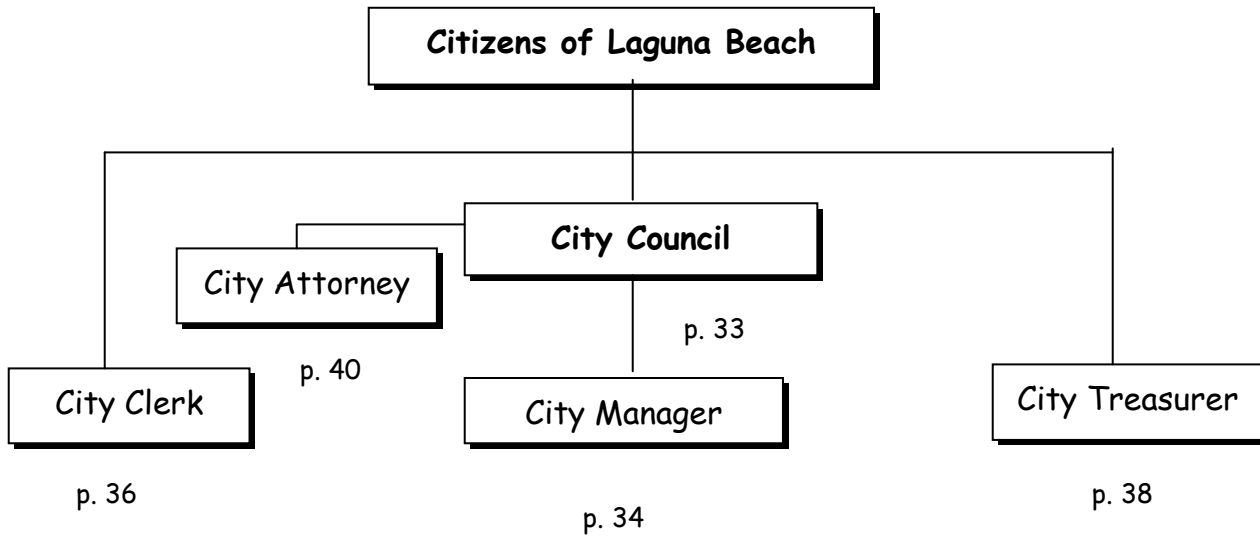 Citizens of Laguna Beach
City Council
City Attorney
p. 33
p. 40
City Clerk
City Manager
City Treasurer
p. 36
p. 34
p. 38